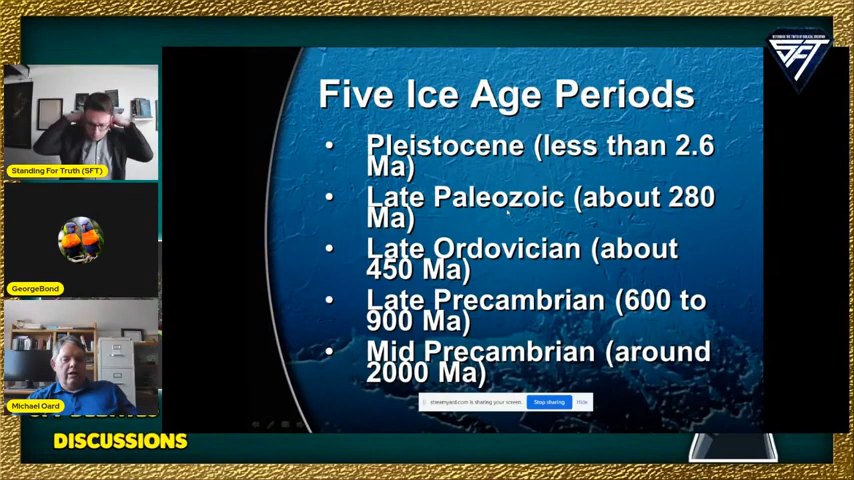 Five Ice Age Periods
• Pleistocene (less than 2.6
Ma)
• Late Paleozoic (about 280
Ma)
• Late Ordovician (about
450 Ma)
• Late Precambrian (600 to
900 Ma)
• Mid Precambrian (around
2000 Ma)
streamyard.com is sharing your screen. Stop sharing Hide
SFT
Standing For Truth (SFT)
GeorgeBond
Michael Oard
DISCUSSIONS